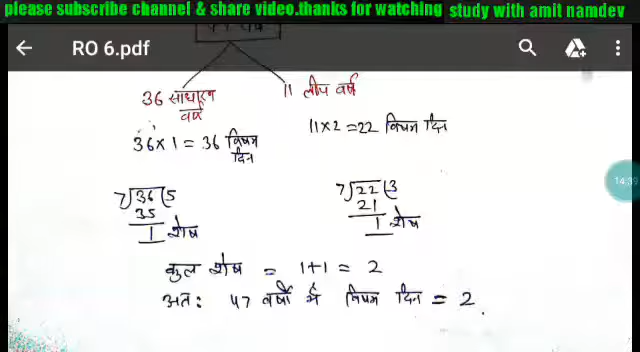 please subscribe channel & share video.thanks for watching study with amit namdev
RO 6.pdf
36 साधारण वर्ष
11 लीप वर्ष
36 × 1 = 36 विषम दिन
11 × 2 = 22 विषम दिन
7 36 5
35
1 शेष
7 22 3
21
1 शेष
14:39
कुल शेष = 1+1 = 2
अतः 47 वर्षों में विषम दिन = 2.